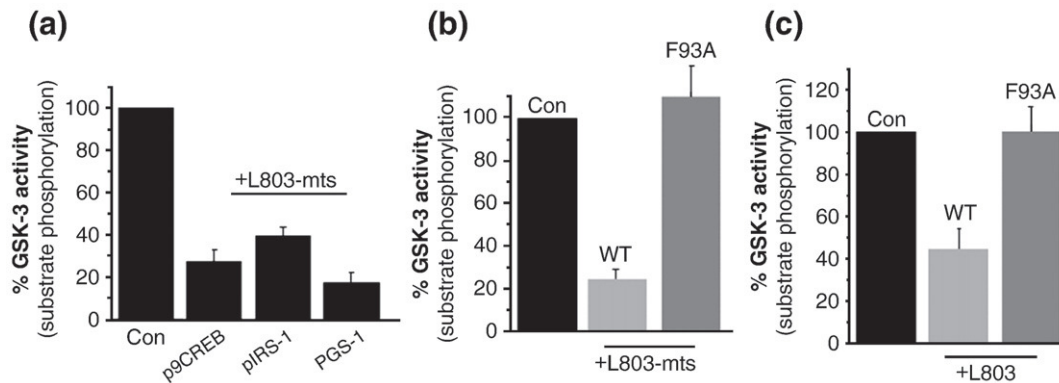 (a)
% GSK-3 activity
(substrate phosphorylation)
100
80
60
40
20
0
+L803-mts
Con
p9CREB
pIRS-1
PGS-1
(b)
% GSK-3 activity
(substrate phosphorylation)
100
80
60
40
20
0
Con
WT
F93A
+L803-mts
(c)
% GSK-3 activity
(substrate phosphorylation)
120
100
80
60
40
20
0
Con
WT
F93A
+L803